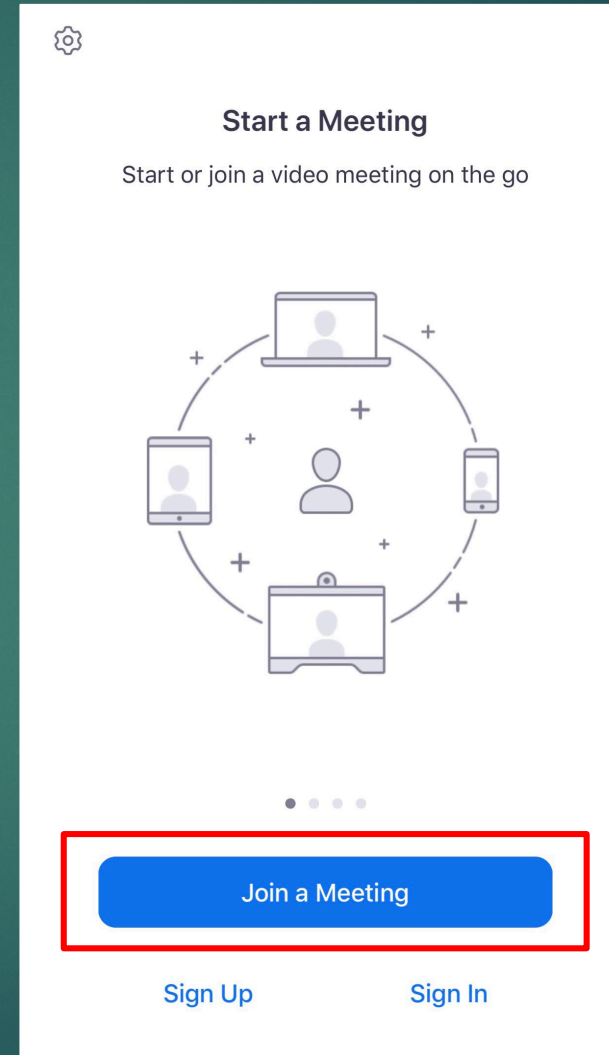 Start a Meeting
Start or join a video meeting on the go
Join a Meeting
Sign Up Sign In